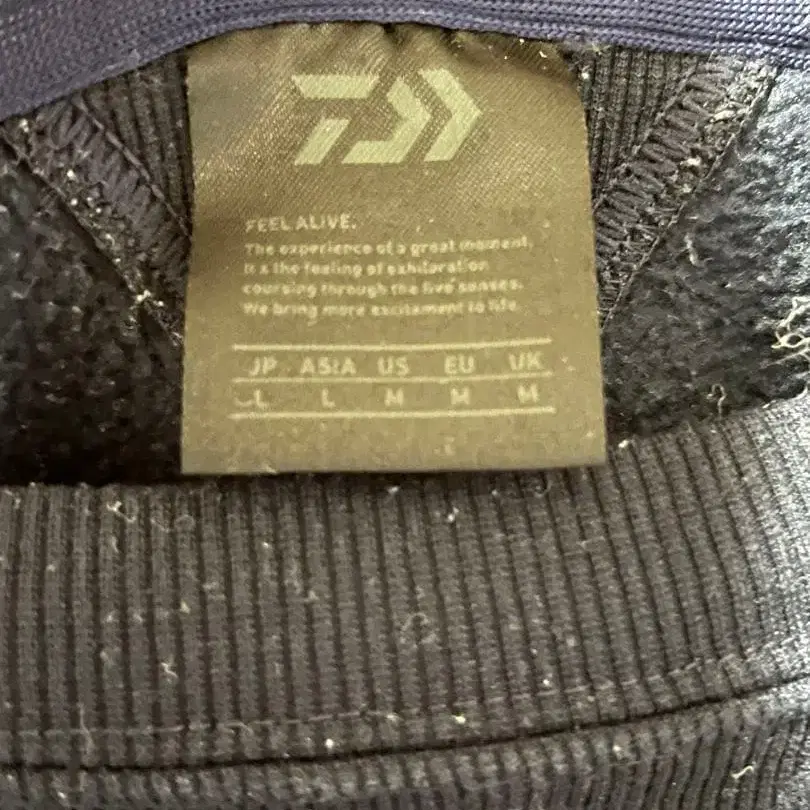 FEEL ALIVE.
The experience of a great moment,
It s the feeling of exhilaration
coursing through the five senses.
We bring more excitement to life.
JP ASIA US EU UK
L L M M M